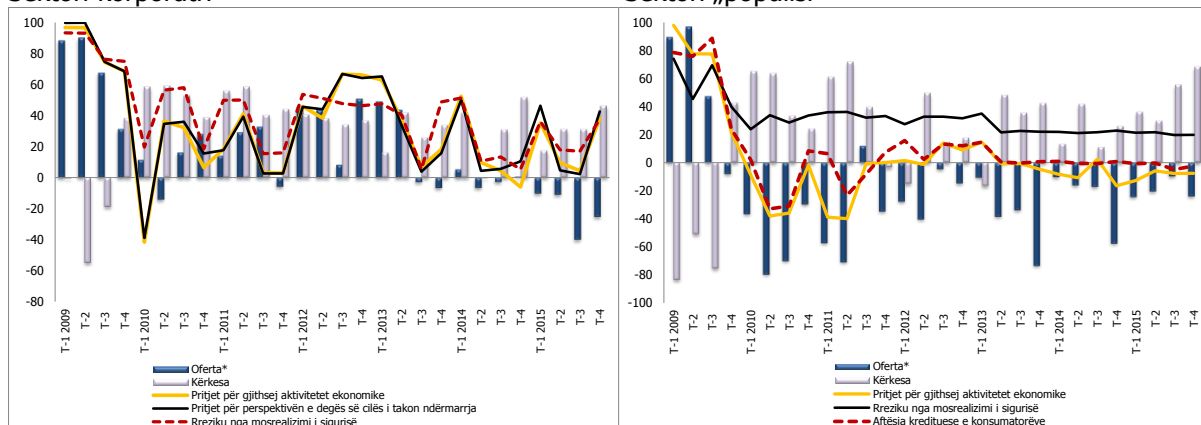 Sektori korporatv
Sektori „popullsi"
100
80
60
40
20
0
-20
-40
-60
-80
T-1 2009
T-2
T-3
T-4
T-1 2010
T-2
T-3
T-4
T-1 2011
T-2
T-3
T-4
T-1 2012
T-2
T-3
T-4
T-1 2013
T-2
T-3
T-4
T-1 2014
T-2
T-3
T-4
T-1 2015
T-2
T-3
T-4
Oferta*
Kërkesa
Pritjet për gjithsej aktivitetet ekonomike
Pritjet për perspektivën e degës së cilës i takon ndërmarrja
Rreziku nga mosrealizimi i sigurisë
100
80
60
40
20
0
-20
-40
-60
-80
-100
T-1 2009
T-2
T-3
T-4
T-1 2010
T-2
T-3
T-4
T-1 2011
T-2
T-3
T-4
T-1 2012
T-2
T-3
T-4
T-1 2013
T-2
T-3
T-4
T-1 2014
T-2
T-3
T-4
T-1 2015
T-2
T-3
T-4
Oferta*
Kërkesa
Pritjet për gjithsej aktivitetet ekonomike
Rreziku nga mosrealizimi i sigurisë
Aftësia kredituese e konsumatorëve